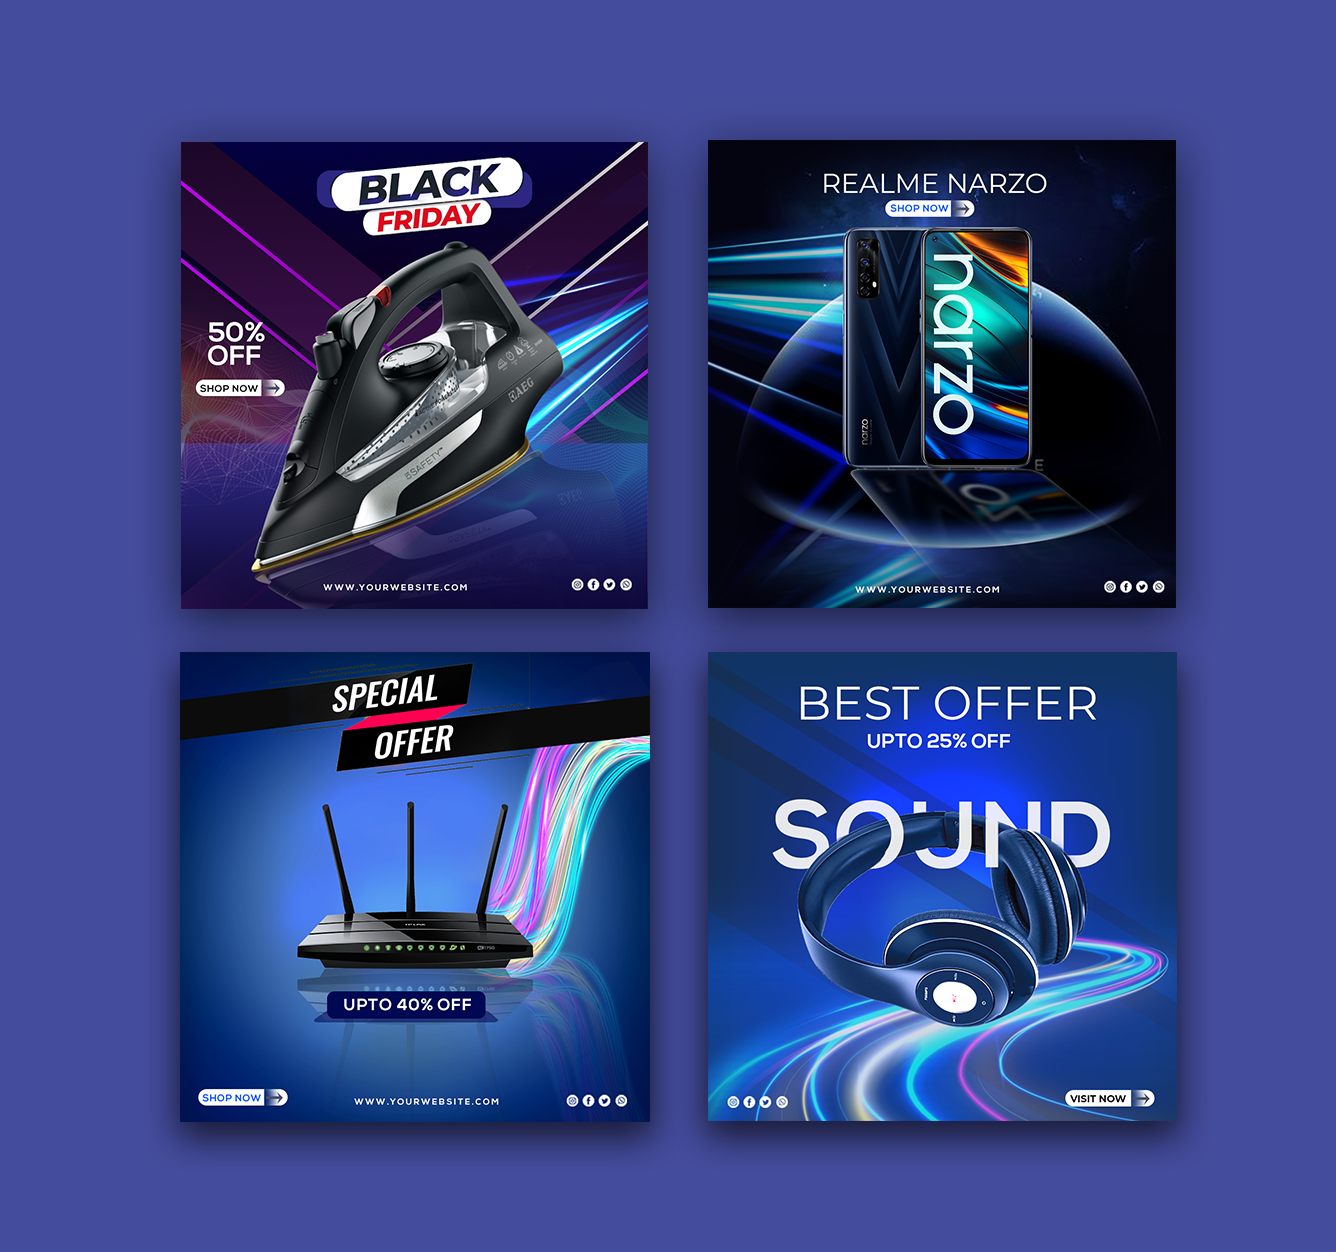 BLACK
FRIDAY
50%
OFF
SHOP NOW
AEG
SAFETY
WWW.YOURWEBSITE.COM
REALME NARZO
SHOP NOW
narzo
narzo
WWW.YOURWEBSITE.COM
SPECIAL
OFFER
UPTO 40% OFF
SHOP NOW
WWW.YOURWEBSITE.COM
BEST OFFER
UPTO 25% OFF
SOUND
VISIT NOW